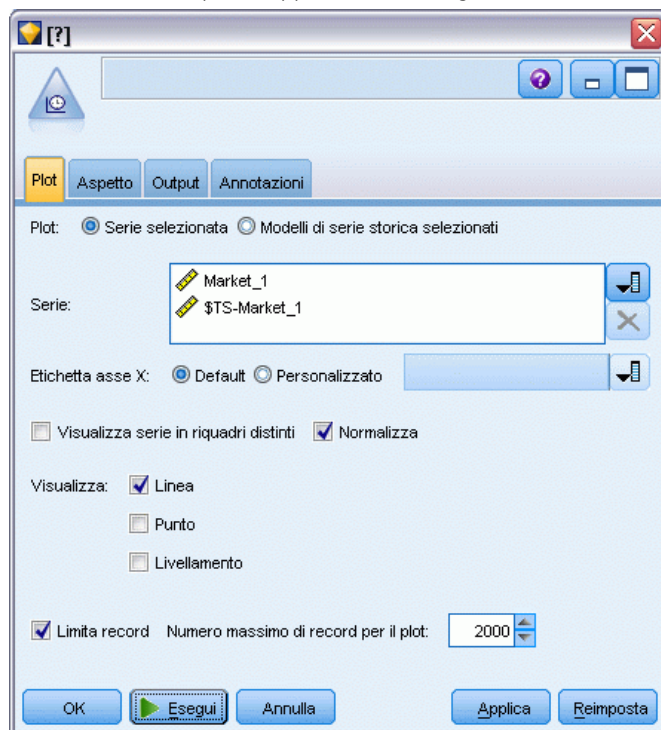 [?]
Plot Aspetto Output Annotazioni
Plot: Serie selezionata Modelli di serie storica selezionati
Serie:
Market_1
$TS-Market_1
Etichetta asse X: Default Personalizzato
Visualizza serie in riquadri distinti Normalizza
Visualizza: Linea
Punto
Livellamento
Limita record Numero massimo di record per il plot: 2000
OK Esegui Annulla Applica Reimposta